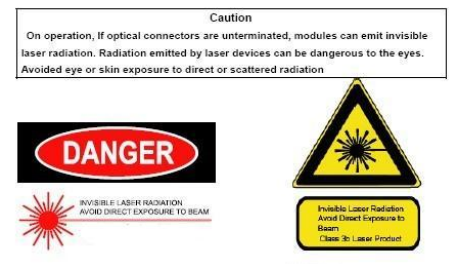 Caution
On operation, If optical connectors are unterminated, modules can emit invisible
laser radiation. Radiation emitted by laser devices can be dangerous to the eyes.
Avoided eye or skin exposure to direct or scattered radiation
DANGER
INVISIBLE LASER RADIATION
AVOID DIRECT EXPOSURE TO BEAM
Invisible Laser Radiation
Avoid Direct Exposure to
Beam
Class 3b Laser Product